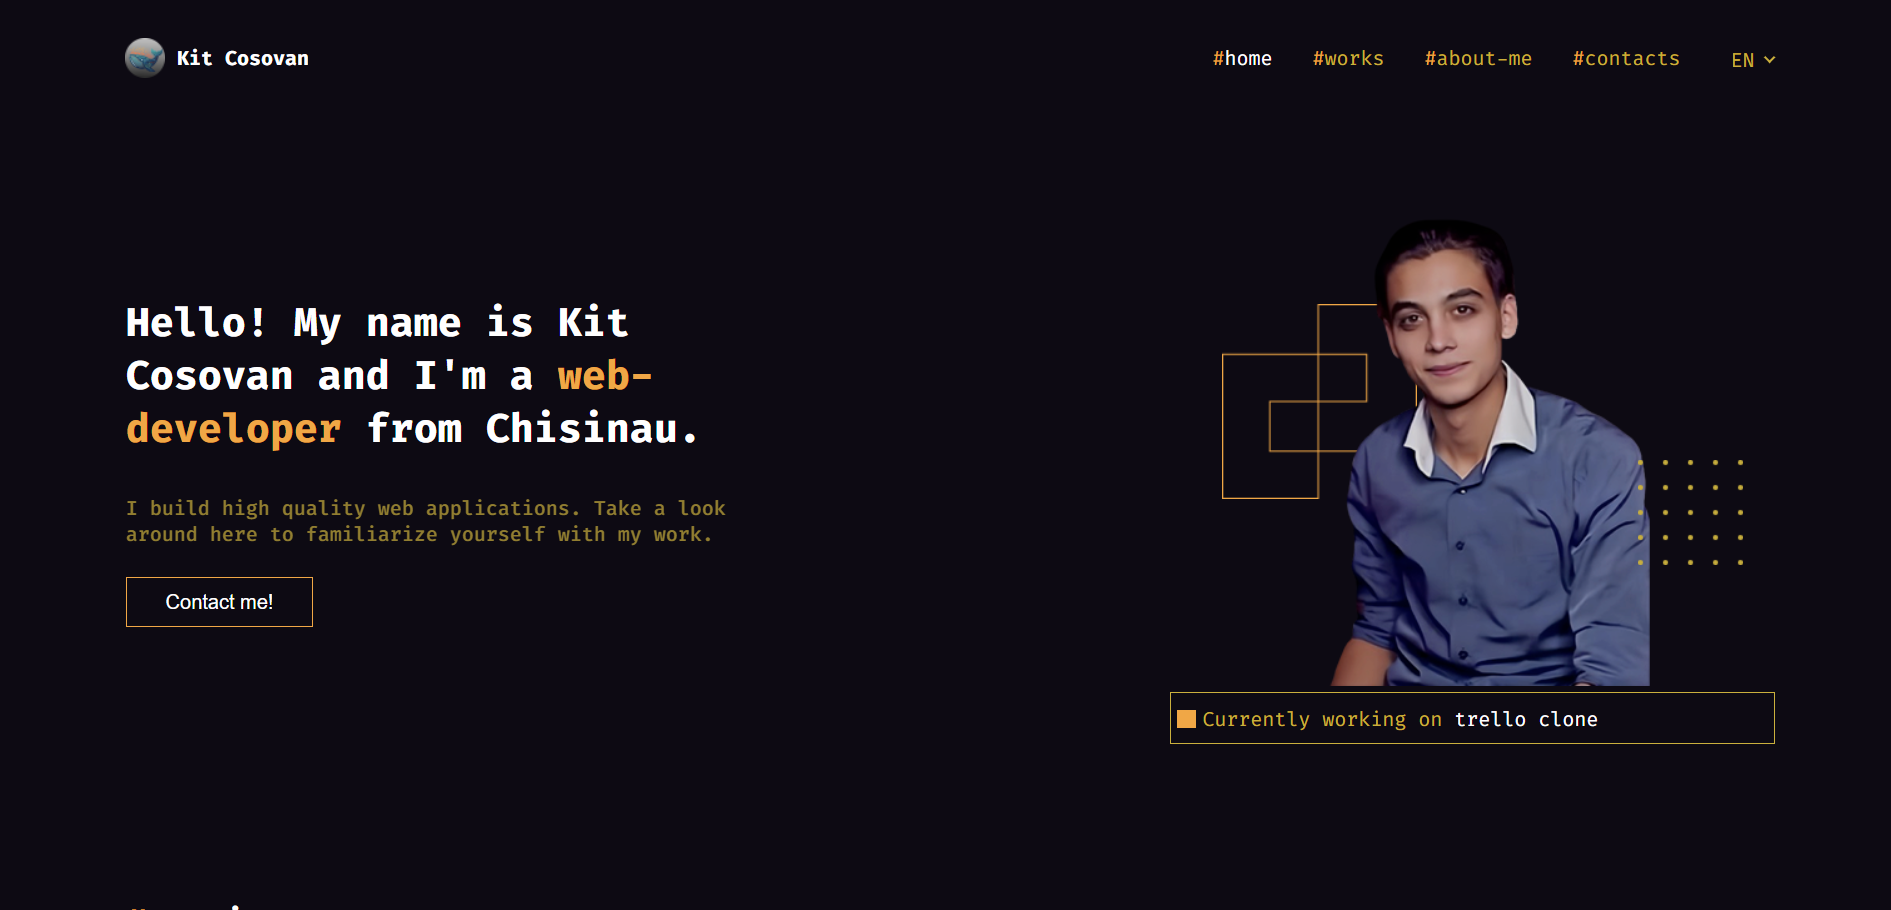 Kit Cosovan
#home #works #about-me #contacts EN
Hello! My name is Kit
Cosovan and I'm a web-
developer from Chisinau.
I build high quality web applications. Take a look
around here to familiarize yourself with my work.
Contact me!
Currently working on trello clone